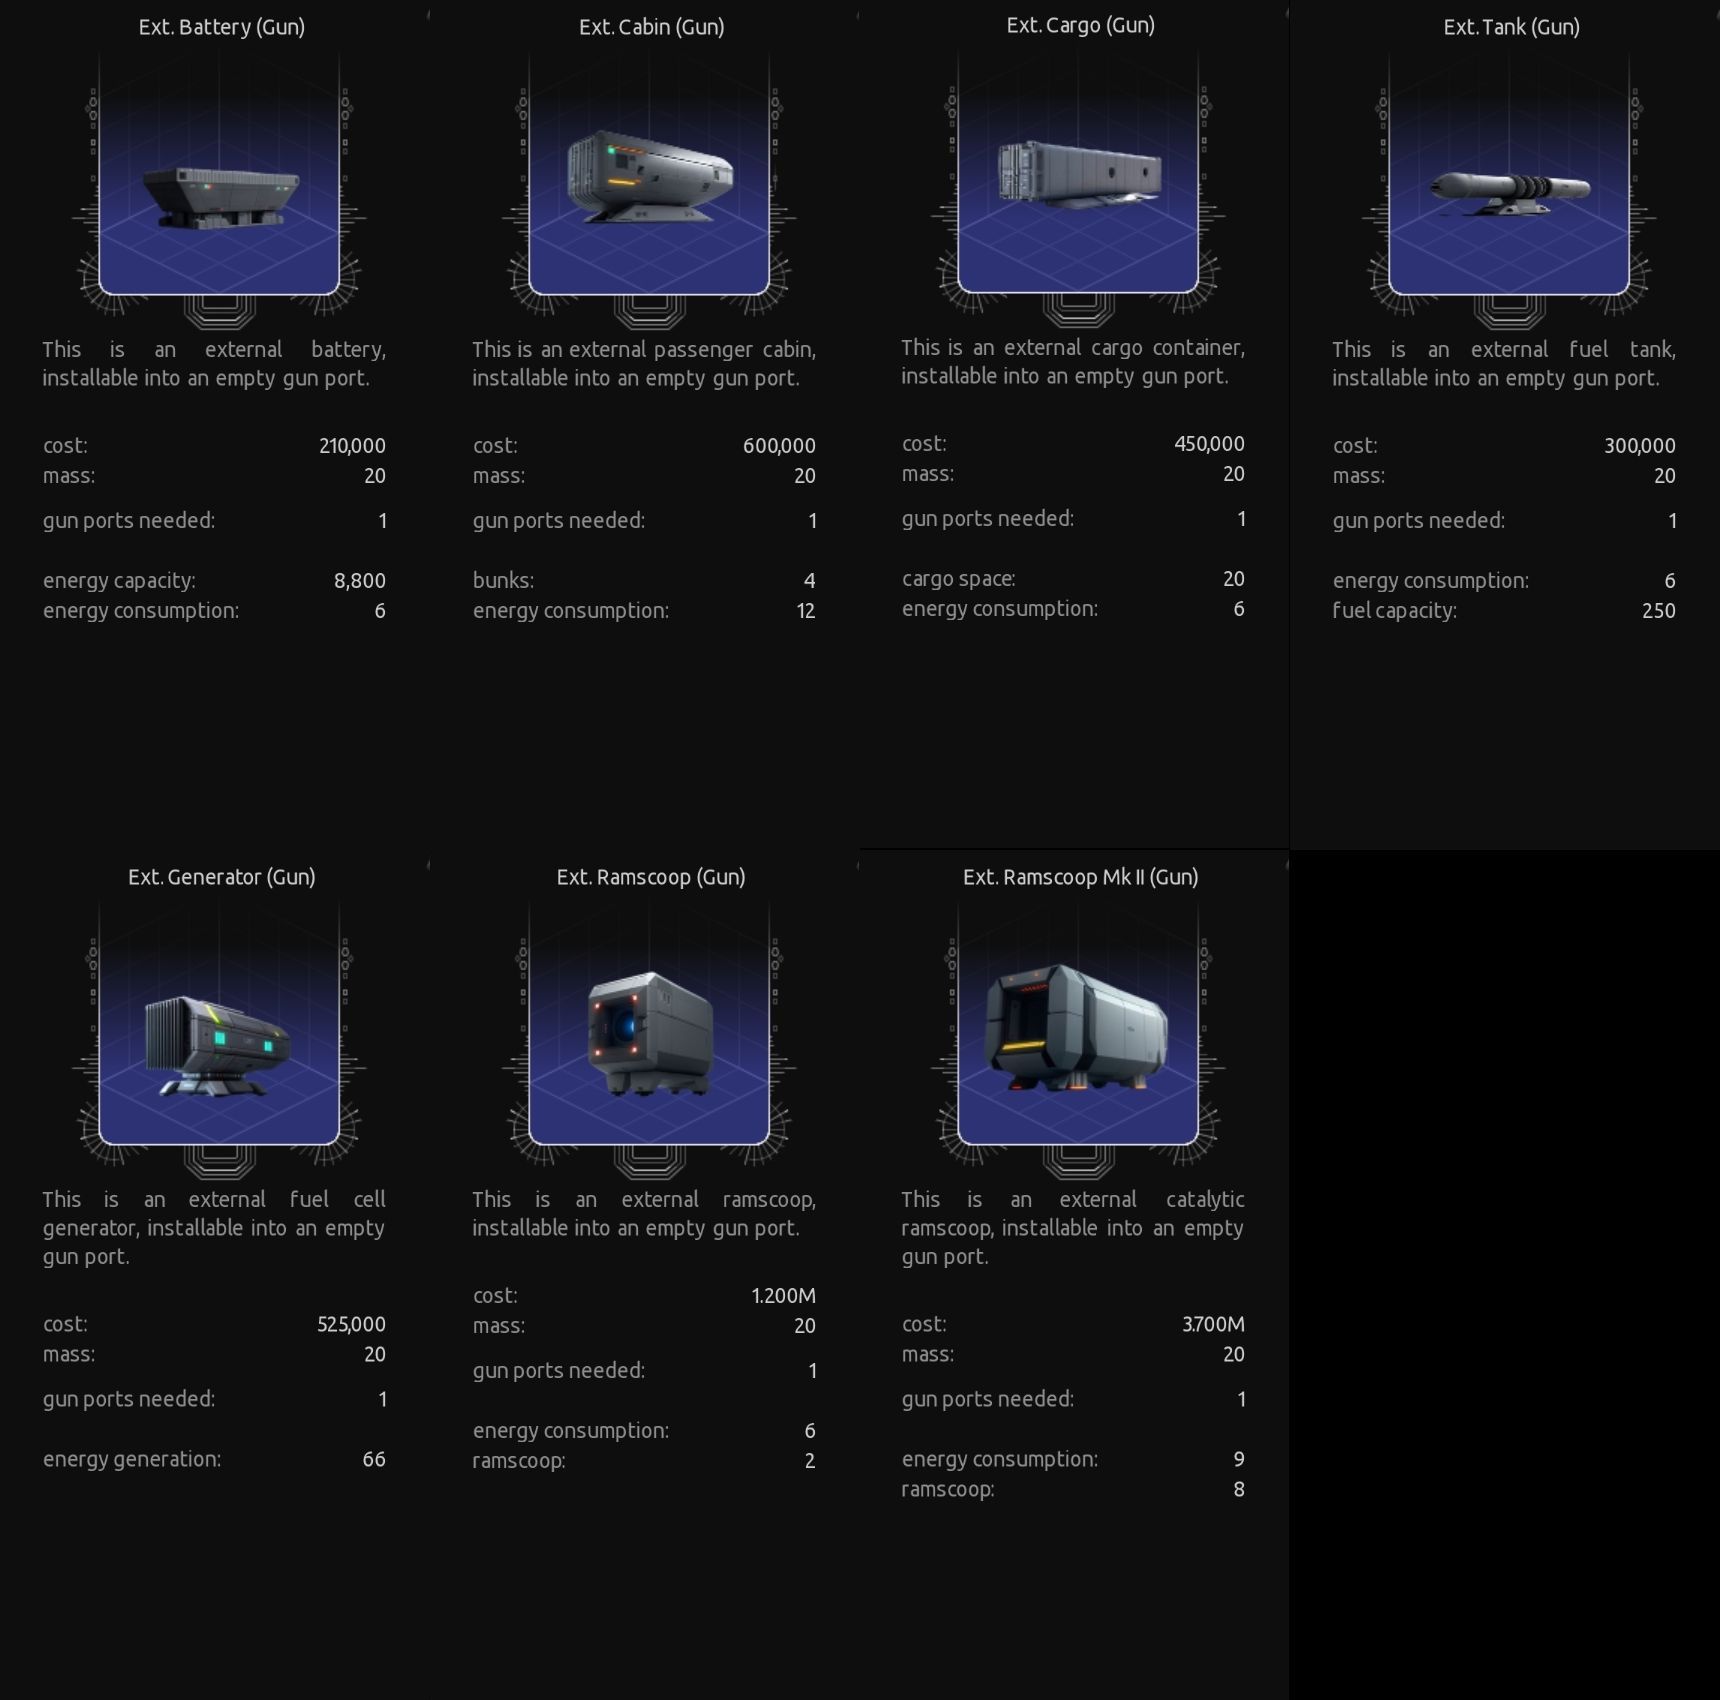 Ext. Battery (Gun)
This is an external battery,
installable into an empty gun port.
cost: 210,000
mass: 20
gun ports needed: 1
energy capacity: 8,800
energy consumption: 6
Ext. Cabin (Gun)
This is an external passenger cabin,
installable into an empty gun port.
cost: 600,000
mass: 20
gun ports needed: 1
bunks: 4
energy consumption: 12
Ext. Cargo (Gun)
This is an external cargo container,
installable into an empty gun port.
cost: 450,000
mass: 20
gun ports needed: 1
cargo space: 20
energy consumption: 6
Ext. Tank (Gun)
This is an external fuel tank,
installable into an empty gun port.
cost: 300,000
mass: 20
gun ports needed: 1
energy consumption: 6
fuel capacity: 250
Ext. Generator (Gun)
This is an external fuel cell
generator, installable into an empty
gun port.
cost: 525,000
mass: 20
gun ports needed: 1
energy generation: 66
Ext. Ramscoop (Gun)
This is an external ramscoop,
installable into an empty gun port.
cost: 1.200M
mass: 20
gun ports needed: 1
energy consumption: 6
ramscoop: 2
Ext. Ramscoop Mk II (Gun)
This is an external catalytic
ramscoop, installable into an empty
gun port.
cost: 3.700M
mass: 20
gun ports needed: 1
energy consumption: 9
ramscoop: 8